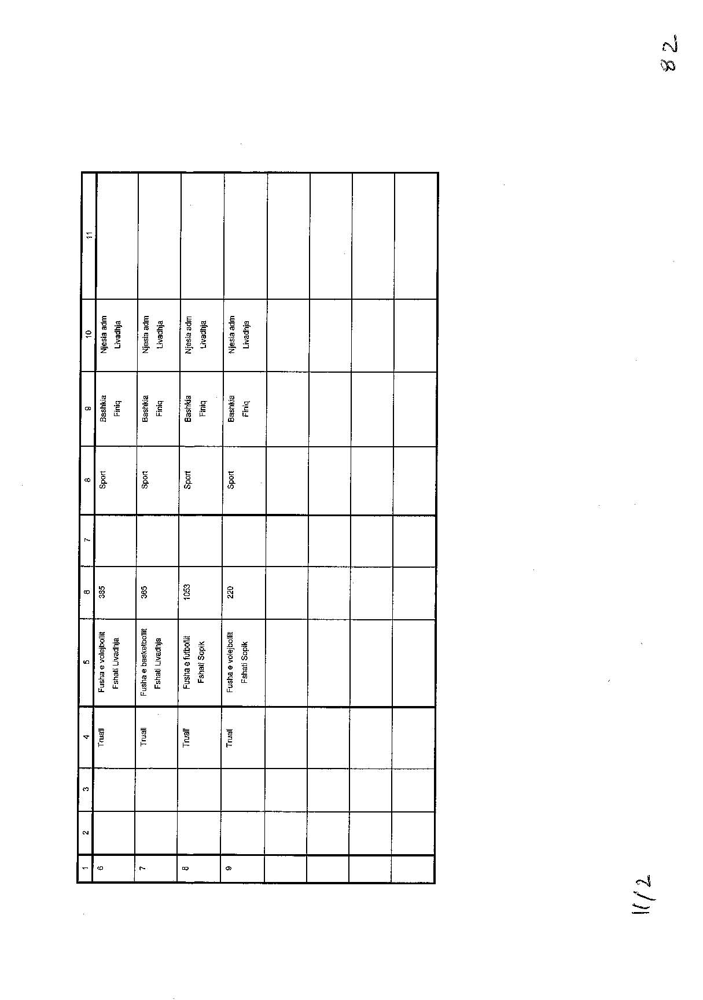 82
1 2 3 4 5 6 7 8 9 10 11
6 Truall Fusha e volejbollit 385 Sport Bashkia Njesia adm
Fshati Livadhja Finiq Livadhja
7 Truall Fusha e basketbollit 365 Sport Bashkia Njesia adm
Fshati Livadhja Finiq Livadhja
8 Truall Fusha e futbollit 1053 Sport Bashkia Njesia adm
Fshati Sopik Finiq Livadhja
9 Truall Fusha e volejbollit 220 Sport Bashkia Njesia adm
Fshati Sopik Finiq Livadhja